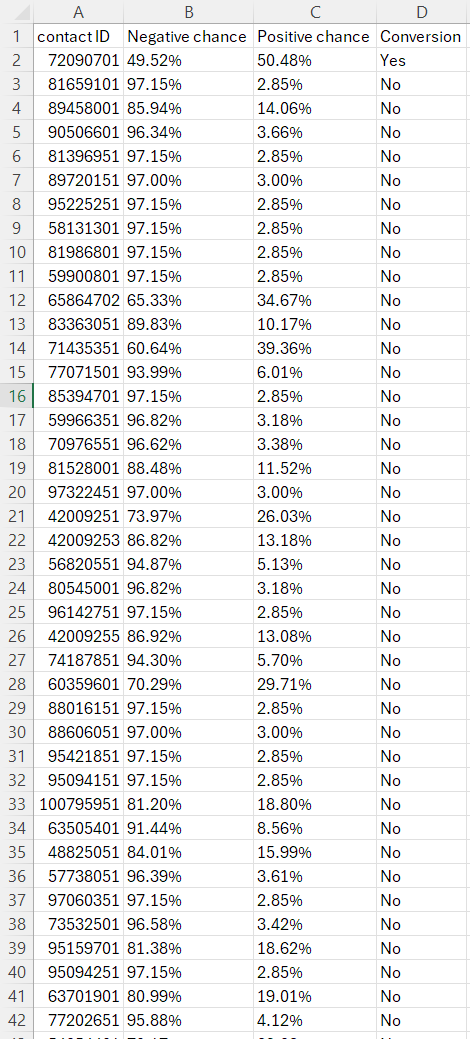 A B C D
1 contact ID Negative chance Positive chance Conversion
2 72090701 49.52% 50.48% Yes
3 81659101 97.15% 2.85% No
4 89458001 85.94% 14.06% No
5 90506601 96.34% 3.66% No
6 81396951 97.15% 2.85% No
7 89720151 97.00% 3.00% No
8 95225251 97.15% 2.85% No
9 58131301 97.15% 2.85% No
10 81986801 97.15% 2.85% No
11 59900801 97.15% 2.85% No
12 65864702 65.33% 34.67% No
13 83363051 89.83% 10.17% No
14 71435351 60.64% 39.36% No
15 77071501 93.99% 6.01% No
16 85394701 97.15% 2.85% No
17 59966351 96.82% 3.18% No
18 70976551 96.62% 3.38% No
19 81528001 88.48% 11.52% No
20 97322451 97.00% 3.00% No
21 42009251 73.97% 26.03% No
22 42009253 86.82% 13.18% No
23 56820551 94.87% 5.13% No
24 80545001 96.82% 3.18% No
25 96142751 97.15% 2.85% No
26 42009255 86.92% 13.08% No
27 74187851 94.30% 5.70% No
28 60359601 70.29% 29.71% No
29 88016151 97.15% 2.85% No
30 88606051 97.00% 3.00% No
31 95421851 97.15% 2.85% No
32 95094151 97.15% 2.85% No
33 100795951 81.20% 18.80% No
34 63505401 91.44% 8.56% No
35 48825051 84.01% 15.99% No
36 57738051 96.39% 3.61% No
37 97060351 97.15% 2.85% No
38 73532501 96.58% 3.42% No
39 95159701 81.38% 18.62% No
40 95094251 97.15% 2.85% No
41 63701901 80.99% 19.01% No
42 77202651 95.88% 4.12% No